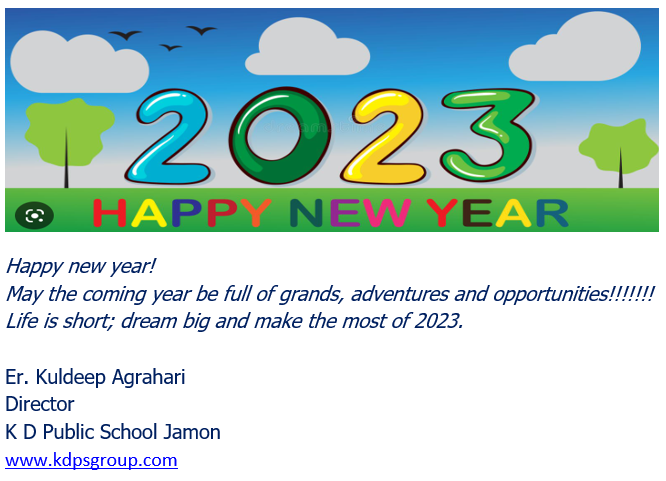 2023
HAPPY NEW YEAR
Happy new year!
May the coming year be full of grands, adventures and opportunities!!!!!!!
Life is short; dream big and make the most of 2023.
Er. Kuldeep Agrahari
Director
K D Public School Jamon
www.kdpsgroup.com